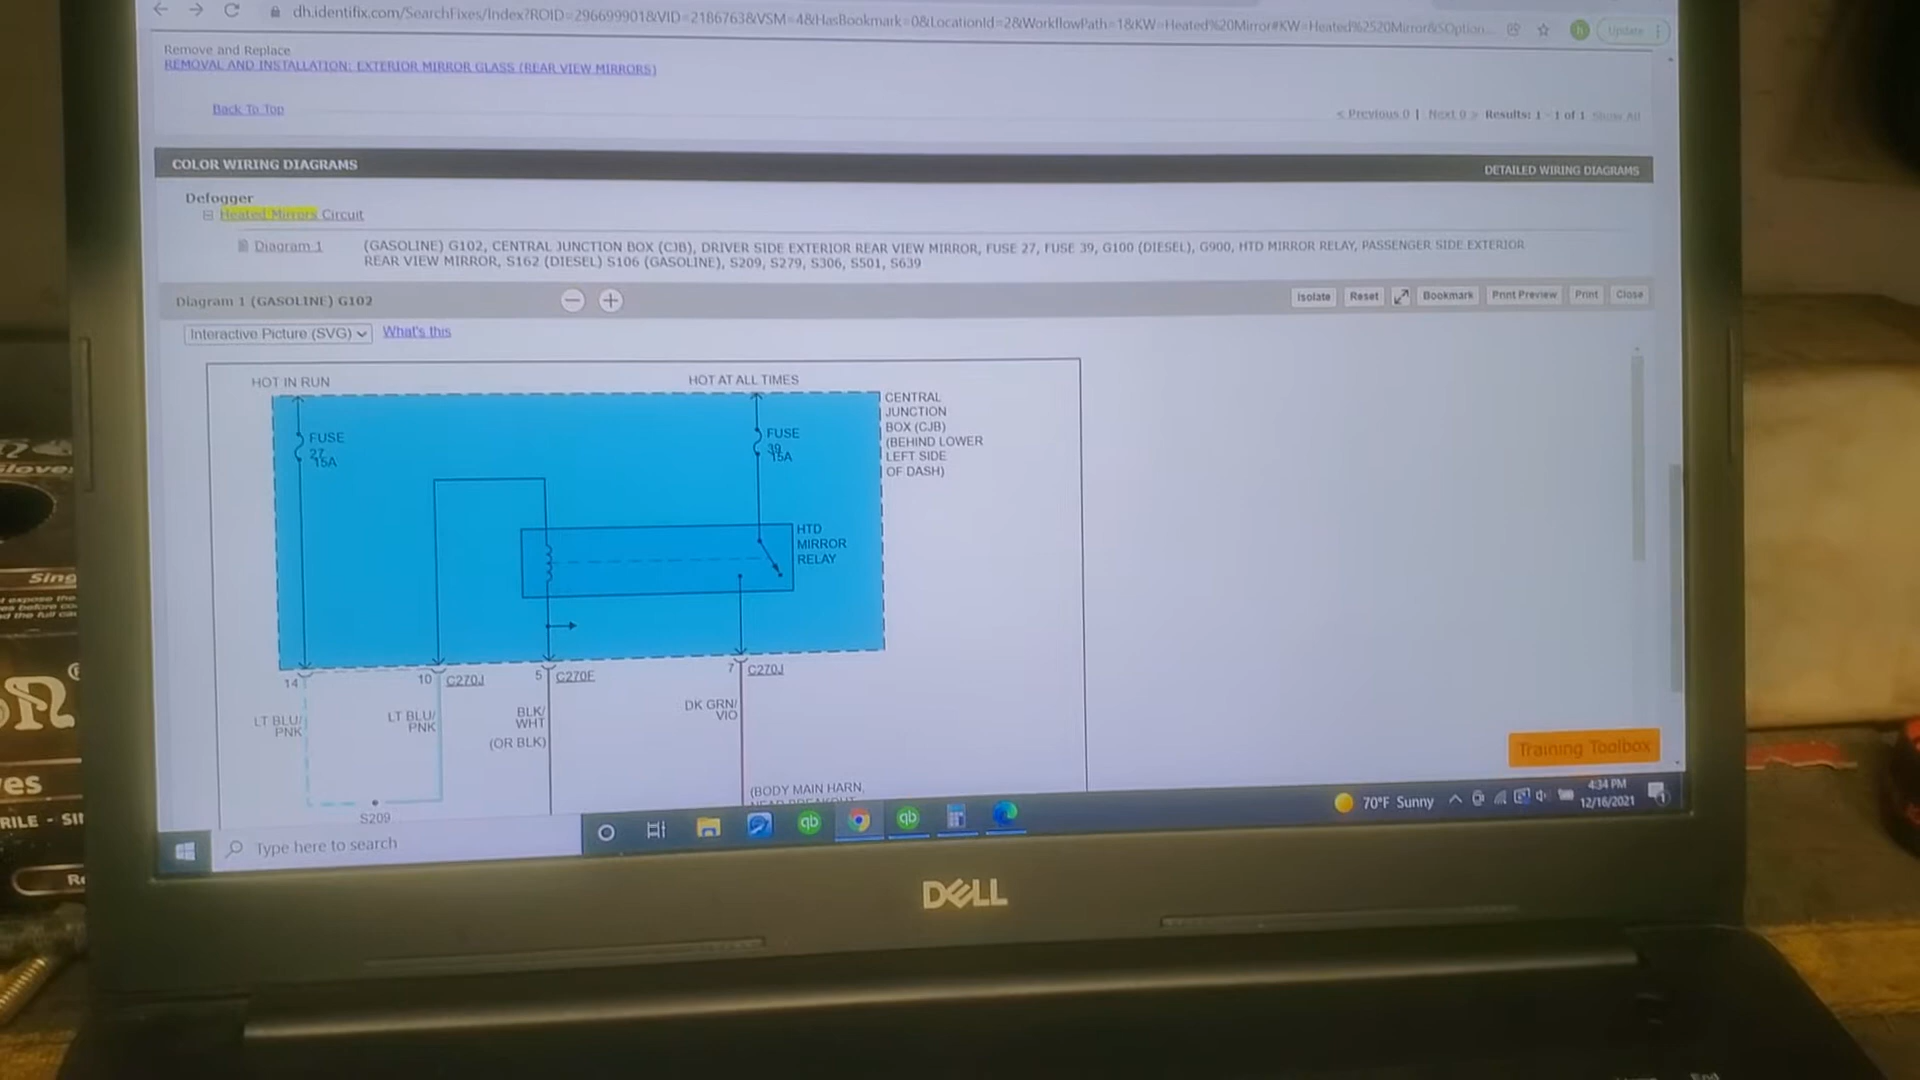 dh.identifix.com/SearchFixes/Index?ROID=296699901&VID=2186763&VSM=4&HasBookmark=0&LocationId=2&WorkflowPath=1&KW=Heated%20Mirror#KW=Heated%2520Mirror&SOption...
h
Update
Remove and Replace
REMOVAL AND INSTALLATION: EXTERIOR MIRROR GLASS (REAR VIEW MIRRORS)
Back To Top
< Previous 0 | Next 0 > Results: 1 - 1 of 1 Show All
COLOR WIRING DIAGRAMS
DETAILED WIRING DIAGRAMS
Defogger
Heated Mirrors Circuit
Diagram 1
(GASOLINE) G102, CENTRAL JUNCTION BOX (CJB), DRIVER SIDE EXTERIOR REAR VIEW MIRROR, FUSE 27, FUSE 39, G100 (DIESEL), G900, HTD MIRROR RELAY, PASSENGER SIDE EXTERIOR
REAR VIEW MIRROR, S162 (DIESEL) S106 (GASOLINE), S209, S279, S306, S501, S639
Diagram 1 (GASOLINE) G102
Isolate
Reset
Bookmark
Print Preview
Print
Close
Interactive Picture (SVG)
What's this
HOT IN RUN
HOT AT ALL TIMES
FUSE
27
15A
FUSE
39
15A
CENTRAL
JUNCTION
BOX (CJB)
(BEHIND LOWER
LEFT SIDE
OF DASH)
HTD
MIRROR
RELAY
14
10
C270J
5
C270E
7
C270J
LT BLU/
PNK
LT BLU/
PNK
BLK/
WHT
(OR BLK)
DK GRN/
VIO
(BODY MAIN HARN,
S209
Training Toolbox
Type here to search
qb
qb
70°F Sunny
4:34 PM
12/16/2021
1
DELL
Sing
RILE - SI